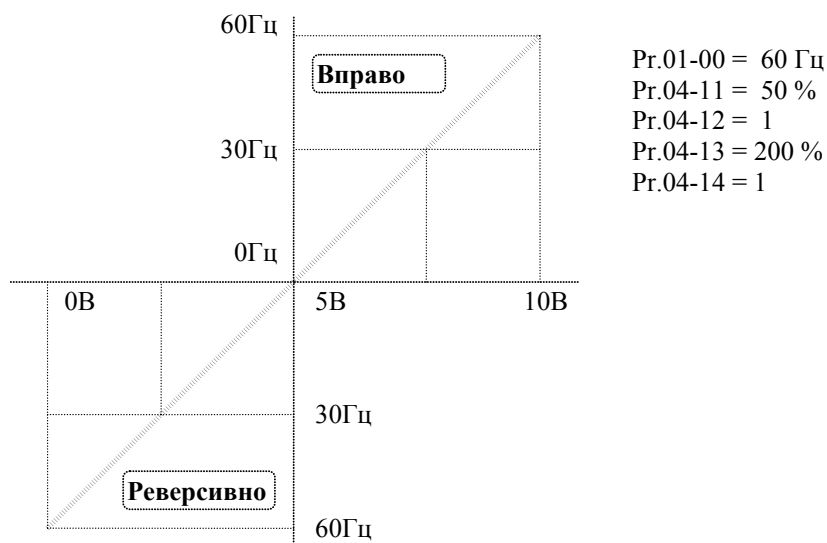 60Гц
Вправо
30Гц
0Гц
0В
5В
10В
30Гц
Реверсивно
60Гц
Pr.01-00 = 60 Гц
Pr.04-11 = 50 %
Pr.04-12 = 1
Pr.04-13 = 200 %
Pr.04-14 = 1